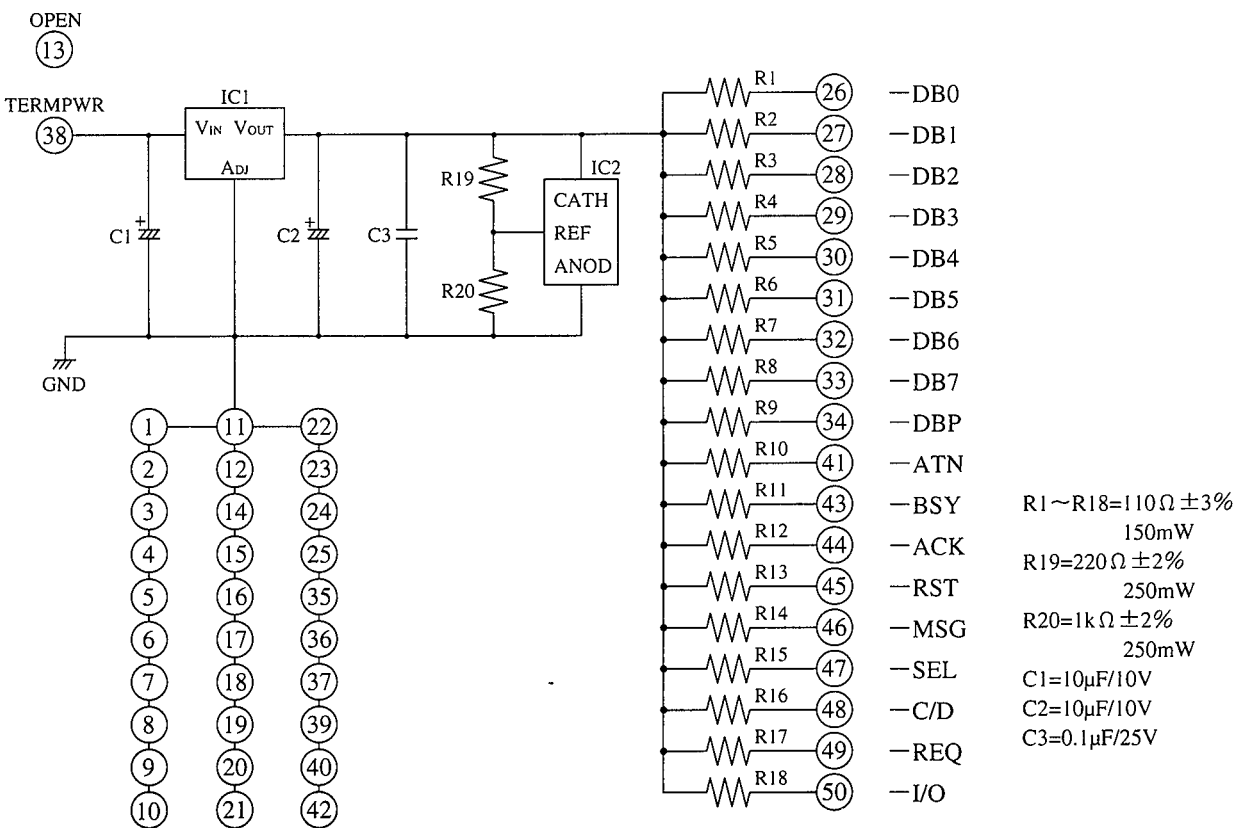 OPEN
13
TERMPWR
38
IC1
VIN VOUT
ADJ
C1
C2
C3
R19
R20
IC2
CATH
REF
ANOD
GND
1 11 22
2 12 23
3 14 24
4 15 25
5 16 35
6 17 36
7 18 37
8 19 39
9 20 40
10 21 42
R1 26 −DB0
R2 27 −DB1
R3 28 −DB2
R4 29 −DB3
R5 30 −DB4
R6 31 −DB5
R7 32 −DB6
R8 33 −DB7
R9 34 −DBP
R10 41 −ATN
R11 43 −BSY
R12 44 −ACK
R13 45 −RST
R14 46 −MSG
R15 47 −SEL
R16 48 −C/D
R17 49 −REQ
R18 50 −I/O
R1～R18=110Ω±3%
150mW
R19=220Ω±2%
250mW
R20=1kΩ±2%
250mW
C1=10µF/10V
C2=10µF/10V
C3=0.1µF/25V